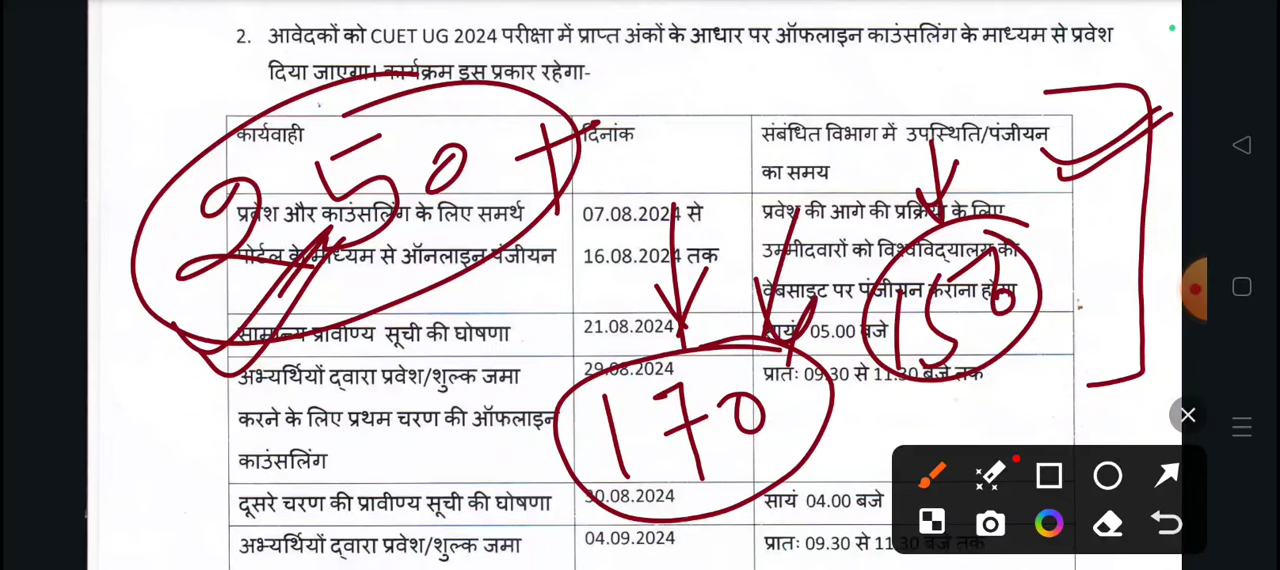 2. आवेदकों को CUET UG 2024 परीक्षा में प्राप्त अंकों के आधार पर ऑफलाइन काउंसलिंग के माध्यम से प्रवेश
दिया जाएगा। कार्यक्रम इस प्रकार रहेगा-
कार्यवाही दिनांक संबंधित विभाग में उपस्थिति/पंजीयन
का समय
प्रवेश और काउंसलिंग के लिए समर्थ 07.08.2024 से प्रवेश की आगे की प्रक्रिया के लिए
पोर्टल के माध्यम से ऑनलाइन पंजीयन 16.08.2024 तक उम्मीदवारों को विश्वविद्यालय की
वेबसाइट पर पंजीयन कराना होगा
सामान्य प्रावीण्य सूची की घोषणा 21.08.2024 सायं 05.00 बजे
अभ्यर्थियों द्वारा प्रवेश/शुल्क जमा 29.08.2024 प्रातः 09.30 से 11.30 बजे तक
करने के लिए प्रथम चरण की ऑफलाइन
काउंसलिंग
दूसरे चरण की प्रावीण्य सूची की घोषणा 30.08.2024 सायं 04.00 बजे
अभ्यर्थियों द्वारा प्रवेश/शुल्क जमा 04.09.2024 प्रातः 09.30 से 11.30 बजे तक
250+
150
170